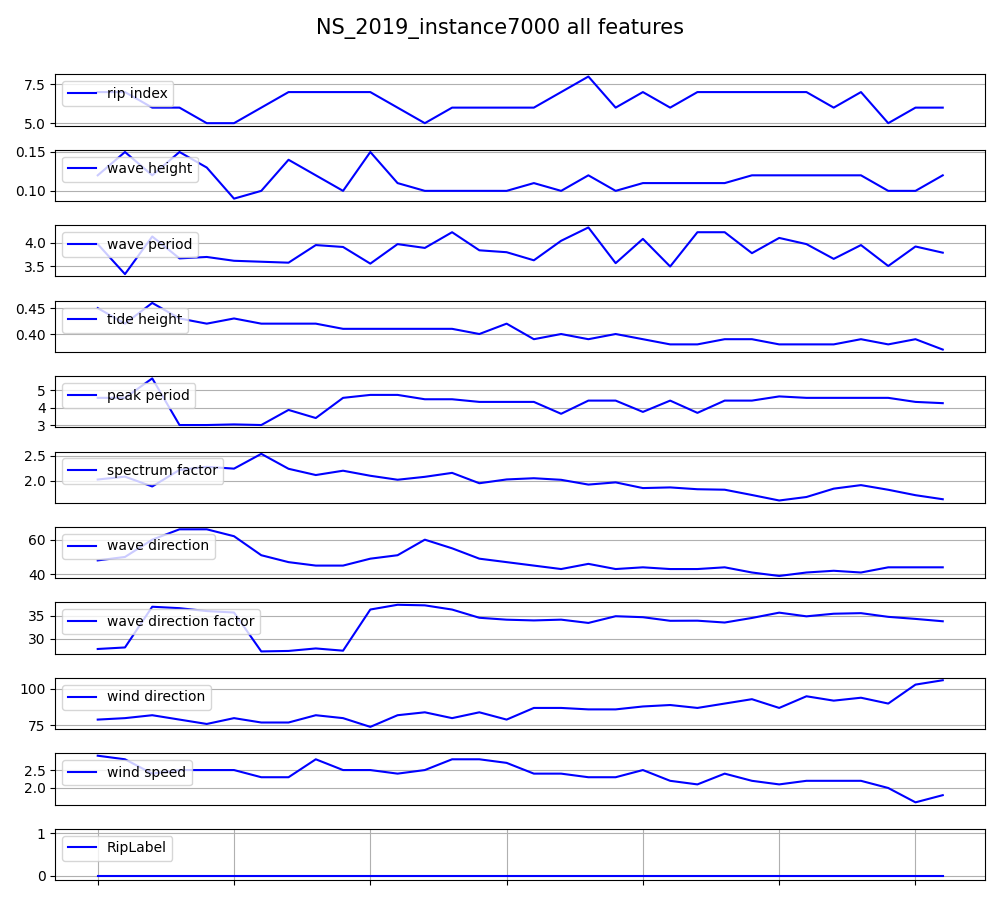 NS_2019_instance7000 all features
7.5
rip index
5.0
0.15
wave height
0.10
4.0
wave period
3.5
0.45
tide height
0.40
5
peak period
4
3
2.5
spectrum factor
2.0
60
wave direction
40
35
wave direction factor
30
100
wind direction
75
2.5
wind speed
2.0
1
RipLabel
0